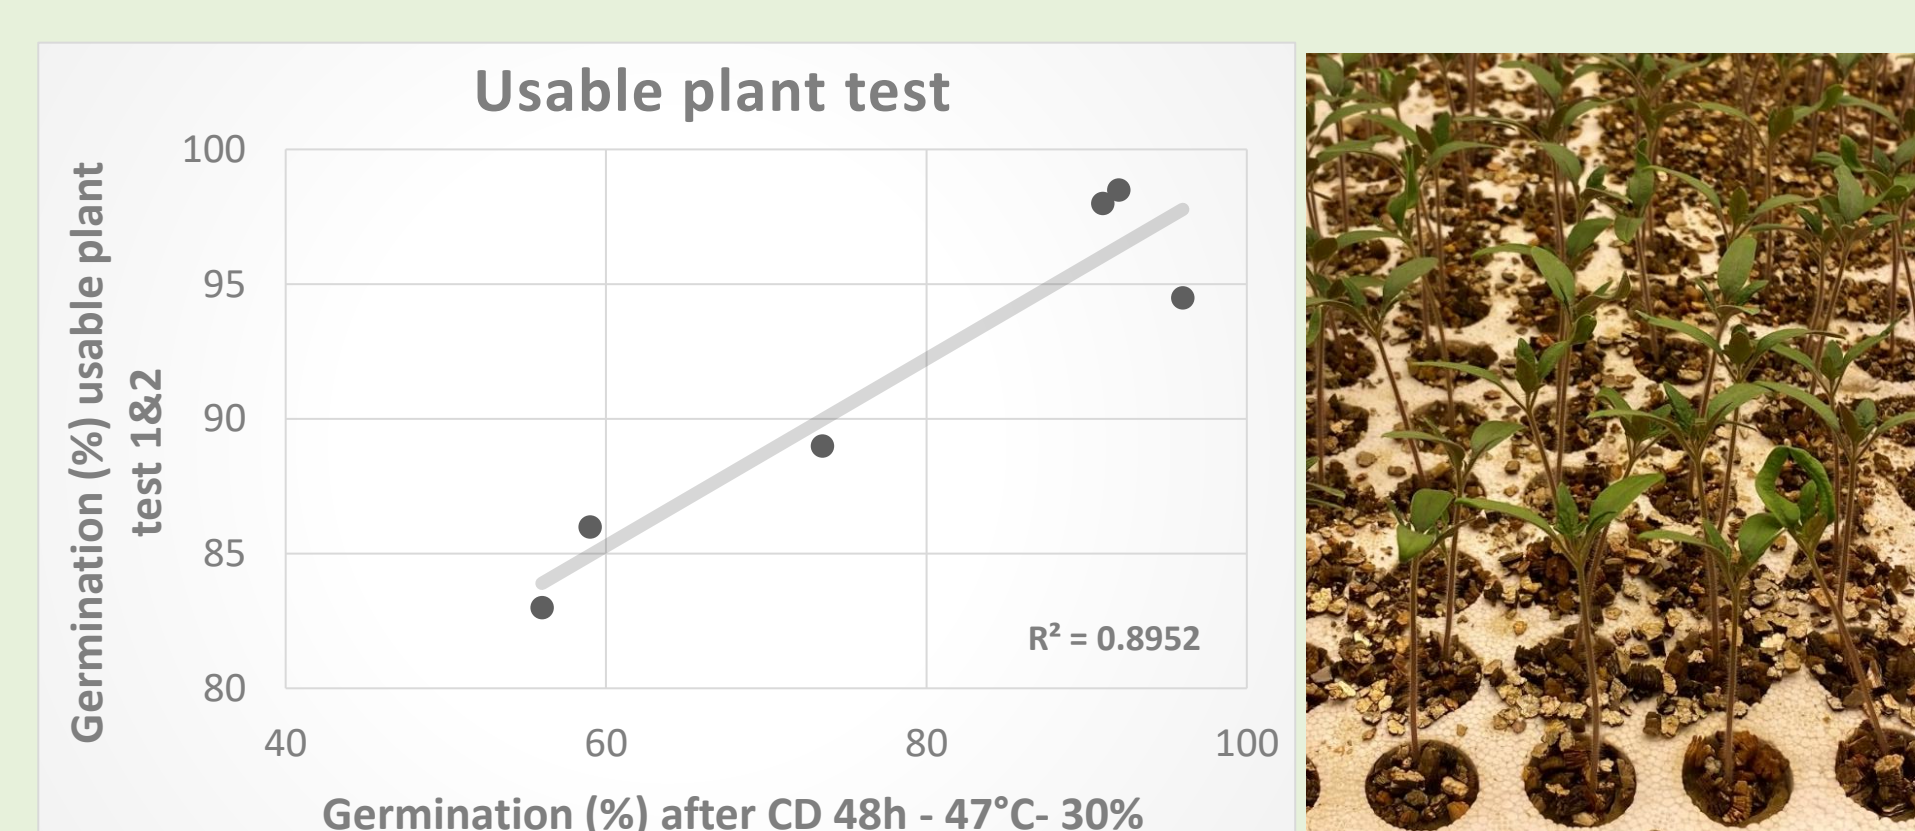 Usable plant test
Germination (%) usable plant
test 1&2
100
95
90
85
80
R² = 0.8952
40 60 80 100
Germination (%) after CD 48h - 47°C- 30%